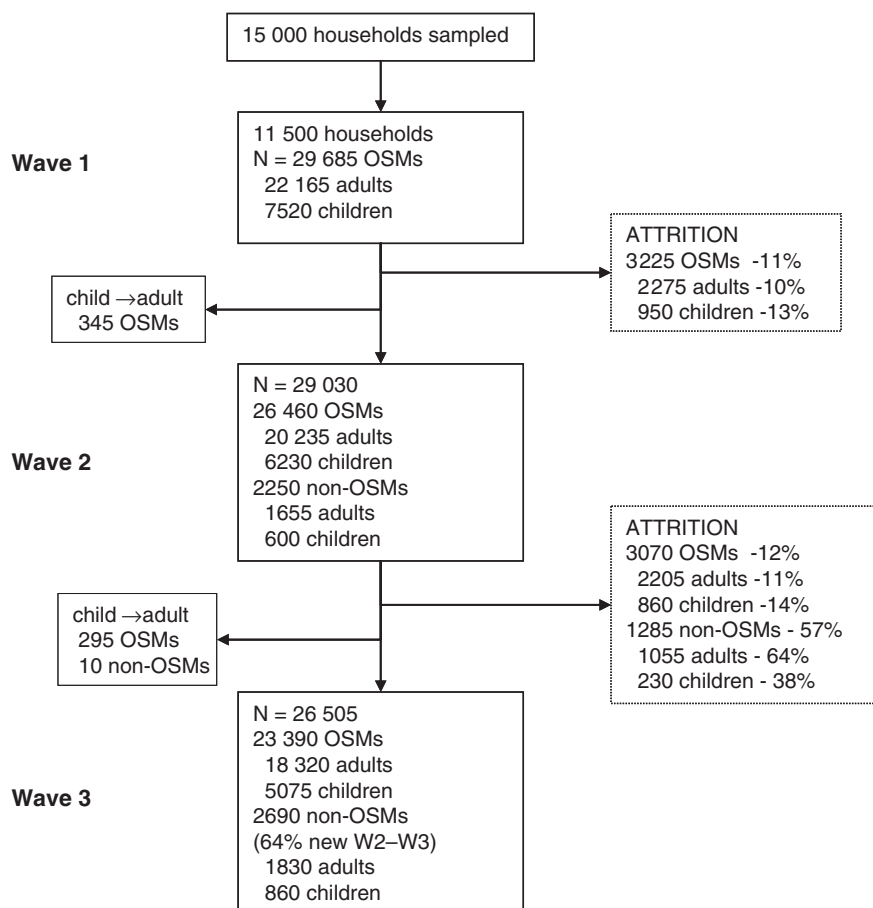 15 000 households sampled
Wave 1
11 500 households
N = 29 685 OSMs
22 165 adults
7520 children
ATTRITION
3225 OSMs -11%
2275 adults -10%
950 children -13%
child →adult
345 OSMs
Wave 2
N = 29 030
26 460 OSMs
20 235 adults
6230 children
2250 non-OSMs
1655 adults
600 children
ATTRITION
3070 OSMs -12%
2205 adults -11%
860 children -14%
1285 non-OSMs - 57%
1055 adults - 64%
230 children - 38%
child →adult
295 OSMs
10 non-OSMs
Wave 3
N = 26 505
23 390 OSMs
18 320 adults
5075 children
2690 non-OSMs
(64% new W2–W3)
1830 adults
860 children